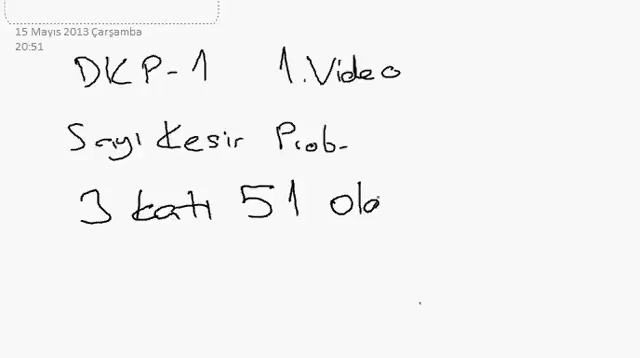 15 Mayıs 2013 Çarşamba
20:51
DKP-1 1.Video
Sayı Kesir Prob-
3 katı 51 ola